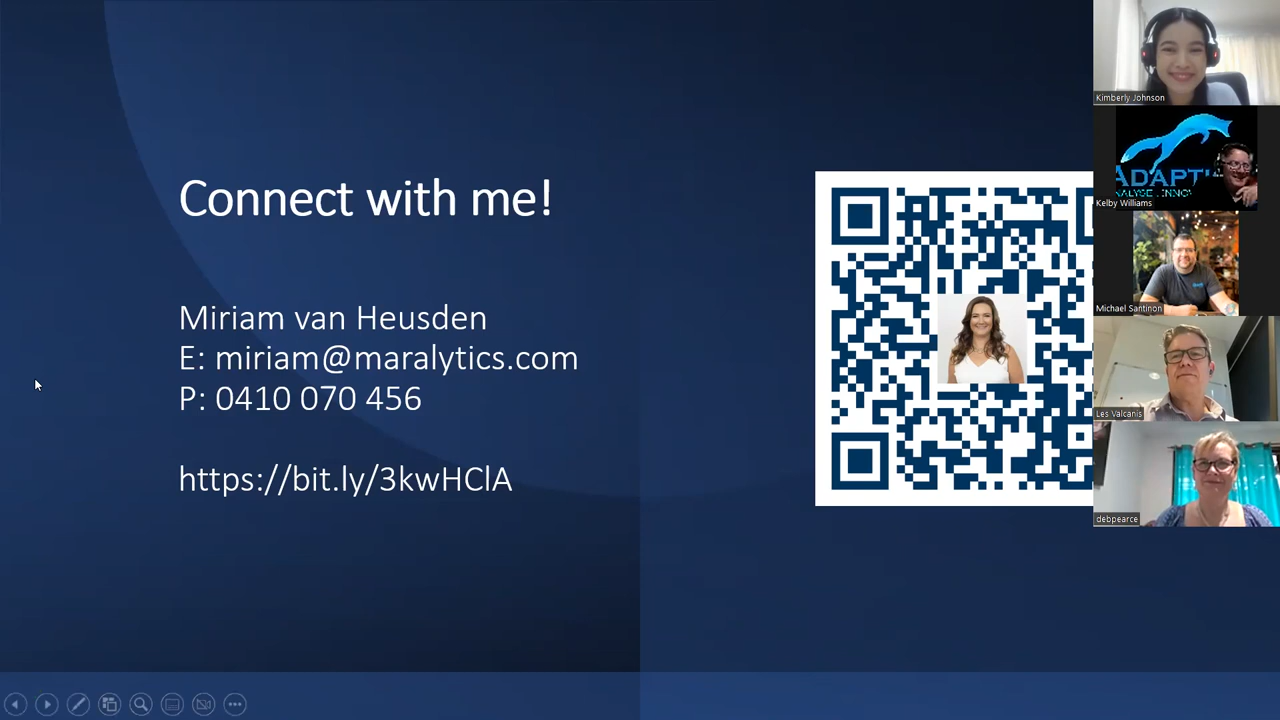 Connect with me!
Miriam van Heusden
E: miriam@maralytics.com
P: 0410 070 456
https://bit.ly/3kwHClA
Kimberly Johnson
ADAPT
Kelby Williams
Michael Santinon
Les Valcanis
debpearce